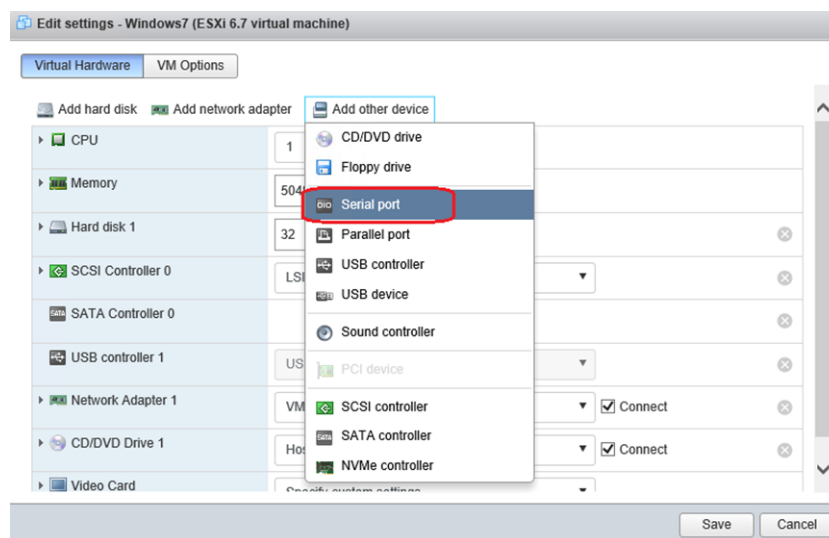 Edit settings - Windows7 (ESXi 6.7 virtual machine)
Virtual Hardware VM Options
Add hard disk Add network adapter Add other device
CPU 1
CD/DVD drive
Floppy drive
Memory 504
Serial port
Hard disk 1 32
Parallel port
USB controller
SCSI Controller 0 LSI
USB device
SATA Controller 0
Sound controller
USB controller 1 US
PCI device
Network Adapter 1 VM Connect
SCSI controller
SATA controller
CD/DVD Drive 1 Hos Connect
NVMe controller
Video Card Specify custom settings
Save Cancel